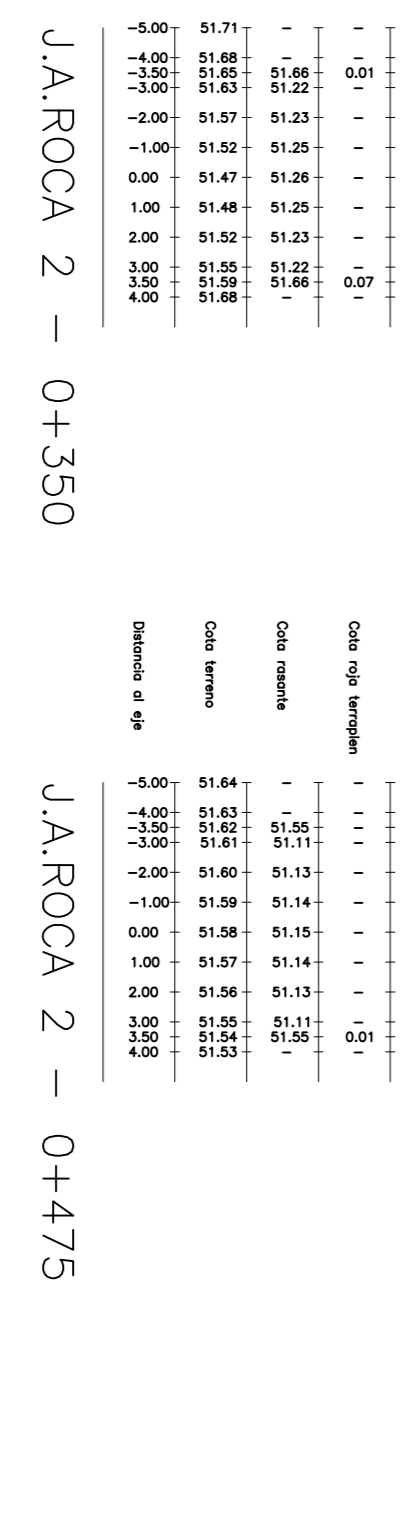 -5.00 51.71 - -
-4.00 51.68 - -
-3.50 51.65 51.66 0.01
-3.00 51.63 51.22 -
-2.00 51.57 51.23 -
-1.00 51.52 51.25 -
0.00 51.47 51.26 -
1.00 51.48 51.25 -
2.00 51.52 51.23 -
3.00 51.55 51.22 -
3.50 51.59 51.66 0.07
4.00 51.68 - -
J.A.ROCA 2 - 0+350
Distancia al eje
Cota terreno
Cota rasante
Cota roja terraplen
-5.00 51.64 - -
-4.00 51.63 - -
-3.50 51.62 51.55 -
-3.00 51.61 51.11 -
-2.00 51.60 51.13 -
-1.00 51.59 51.14 -
0.00 51.58 51.15 -
1.00 51.57 51.14 -
2.00 51.56 51.13 -
3.00 51.55 51.11 -
3.50 51.54 51.55 0.01
4.00 51.53 - -
J.A.ROCA 2 - 0+475